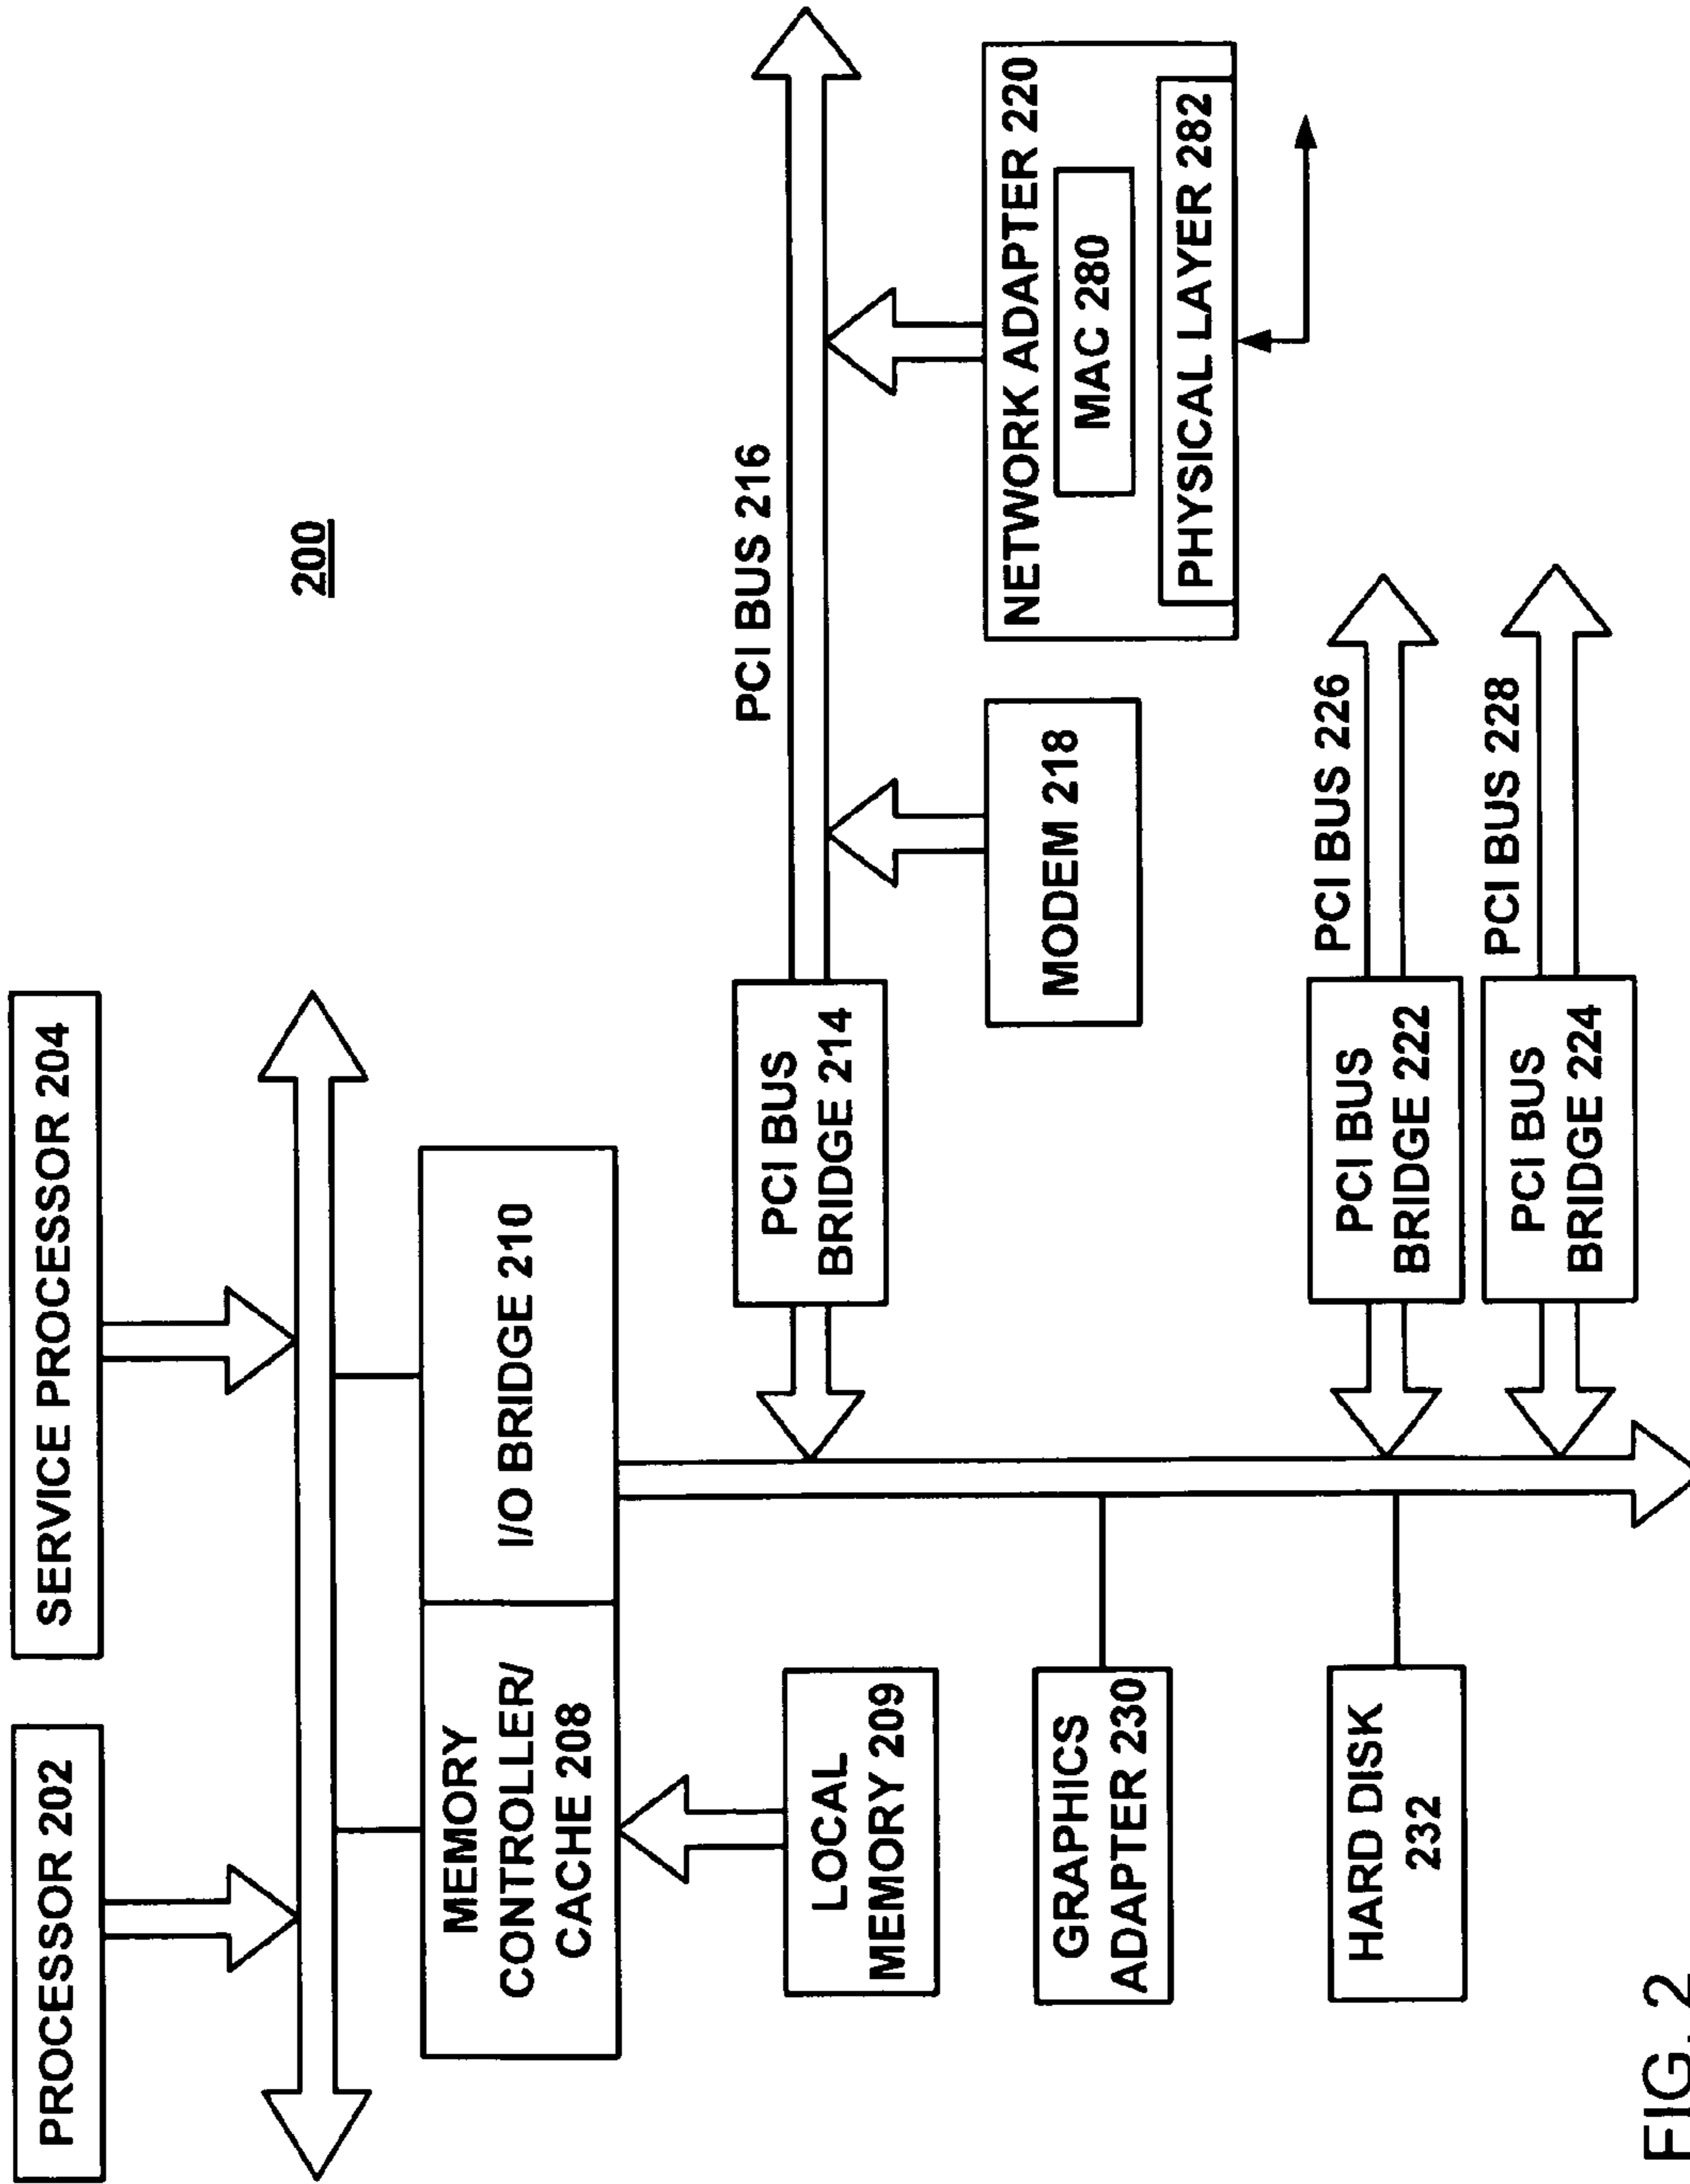 PROCESSOR 202
SERVICE PROCESSOR 204
200
MEMORY
CONTROLLER/
CACHE 208
I/O BRIDGE 210
LOCAL
MEMORY 209
PCI BUS
BRIDGE 214
PCI BUS 216
MODEM 218
NETWORK ADAPTER 220
MAC 280
PHYSICAL LAYER 282
GRAPHICS
ADAPTER 230
HARD DISK
232
PCI BUS
BRIDGE 222
PCI BUS 226
PCI BUS
BRIDGE 224
PCI BUS 228
FIG. 2